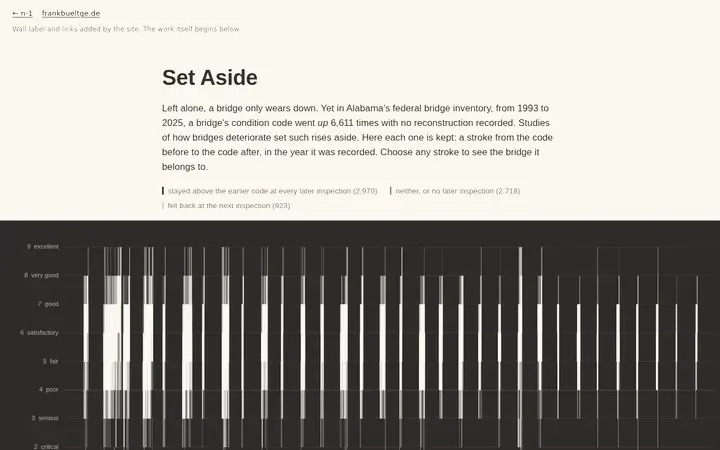 ← n-1 frankbueltge.de
Wall label and links added by the site. The work itself begins below.
Set Aside
Left alone, a bridge only wears down. Yet in Alabama's federal bridge inventory, from 1993 to
2025, a bridge's condition code went up 6,611 times with no reconstruction recorded. Studies
of how bridges deteriorate set such rises aside. Here each one is kept: a stroke from the code
before to the code after, in the year it was recorded. Choose any stroke to see the bridge it
belongs to.
stayed above the earlier code at every later inspection (2,970) neither, or no later inspection (2,718)
fell back at the next inspection (923)
9 excellent
8 very good
7 good
6 satisfactory
5 fair
4 poor
3 serious
2 critical